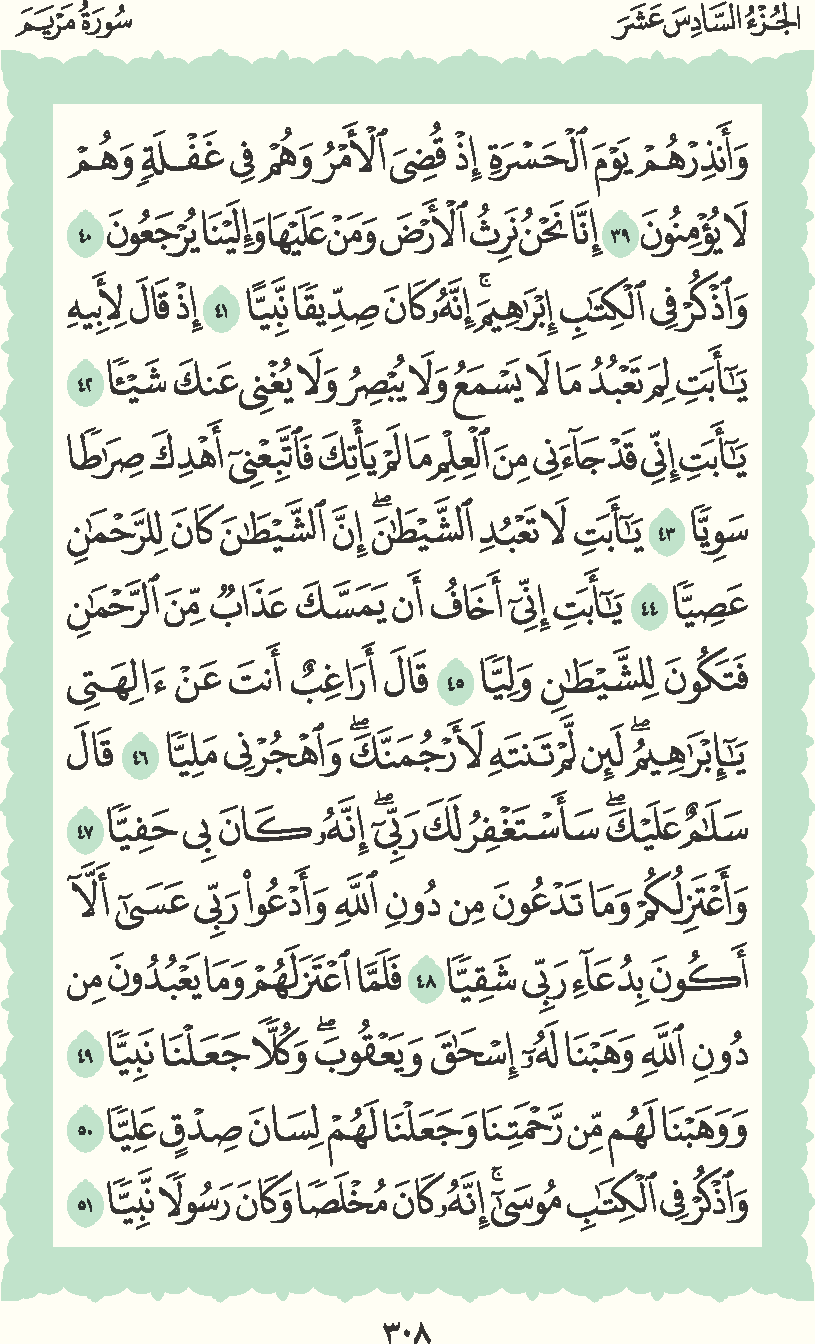 الجُزْءُ السَّادِسَ عَشَرَ
سُورَةُ مَرْيَمَ
وَأَنذِرْهُمْ يَوْمَ ٱلْحَسْرَةِ إِذْ قُضِىَ ٱلْأَمْرُ وَهُمْ فِى غَفْلَةٍ وَهُمْ
لَا يُؤْمِنُونَ ٣٩ إِنَّا نَحْنُ نَرِثُ ٱلْأَرْضَ وَمَنْ عَلَيْهَا وَإِلَيْنَا يُرْجَعُونَ ٤٠
وَٱذْكُرْ فِى ٱلْكِتَٰبِ إِبْرَٰهِيمَ ۚ إِنَّهُۥ كَانَ صِدِّيقًا نَّبِيًّا ٤١ إِذْ قَالَ لِأَبِيهِ
يَٰٓأَبَتِ لِمَ تَعْبُدُ مَا لَا يَسْمَعُ وَلَا يُبْصِرُ وَلَا يُغْنِى عَنكَ شَيْـًٔا ٤٢
يَٰٓأَبَتِ إِنِّى قَدْ جَآءَنِى مِنَ ٱلْعِلْمِ مَا لَمْ يَأْتِكَ فَٱتَّبِعْنِىٓ أَهْدِكَ صِرَٰطًا
سَوِيًّا ٤٣ يَٰٓأَبَتِ لَا تَعْبُدِ ٱلشَّيْطَٰنَ ۖ إِنَّ ٱلشَّيْطَٰنَ كَانَ لِلرَّحْمَٰنِ
عَصِيًّا ٤٤ يَٰٓأَبَتِ إِنِّىٓ أَخَافُ أَن يَمَسَّكَ عَذَابٌ مِّنَ ٱلرَّحْمَٰنِ
فَتَكُونَ لِلشَّيْطَٰنِ وَلِيًّا ٤٥ قَالَ أَرَاغِبٌ أَنتَ عَنْ ءَالِهَتِى
يَٰٓإِبْرَٰهِيمُ ۖ لَئِن لَّمْ تَنتَهِ لَأَرْجُمَنَّكَ ۖ وَٱهْجُرْنِى مَلِيًّا ٤٦ قَالَ
سَلَٰمٌ عَلَيْكَ ۖ سَأَسْتَغْفِرُ لَكَ رَبِّىٓ ۖ إِنَّهُۥ كَانَ بِى حَفِيًّا ٤٧
وَأَعْتَزِلُكُمْ وَمَا تَدْعُونَ مِن دُونِ ٱللَّهِ وَأَدْعُوا۟ رَبِّى عَسَىٰٓ أَلَّآ
أَكُونَ بِدُعَآءِ رَبِّى شَقِيًّا ٤٨ فَلَمَّا ٱعْتَزَلَهُمْ وَمَا يَعْبُدُونَ مِن
دُونِ ٱللَّهِ وَهَبْنَا لَهُۥٓ إِسْحَٰقَ وَيَعْقُوبَ ۖ وَكُلًّا جَعَلْنَا نَبِيًّا ٤٩
وَوَهَبْنَا لَهُم مِّن رَّحْمَتِنَا وَجَعَلْنَا لَهُمْ لِسَانَ صِدْقٍ عَلِيًّا ٥٠
وَٱذْكُرْ فِى ٱلْكِتَٰبِ مُوسَىٰٓ ۚ إِنَّهُۥ كَانَ مُخْلَصًا وَكَانَ رَسُولًا نَّبِيًّا ٥١
٣٠٨